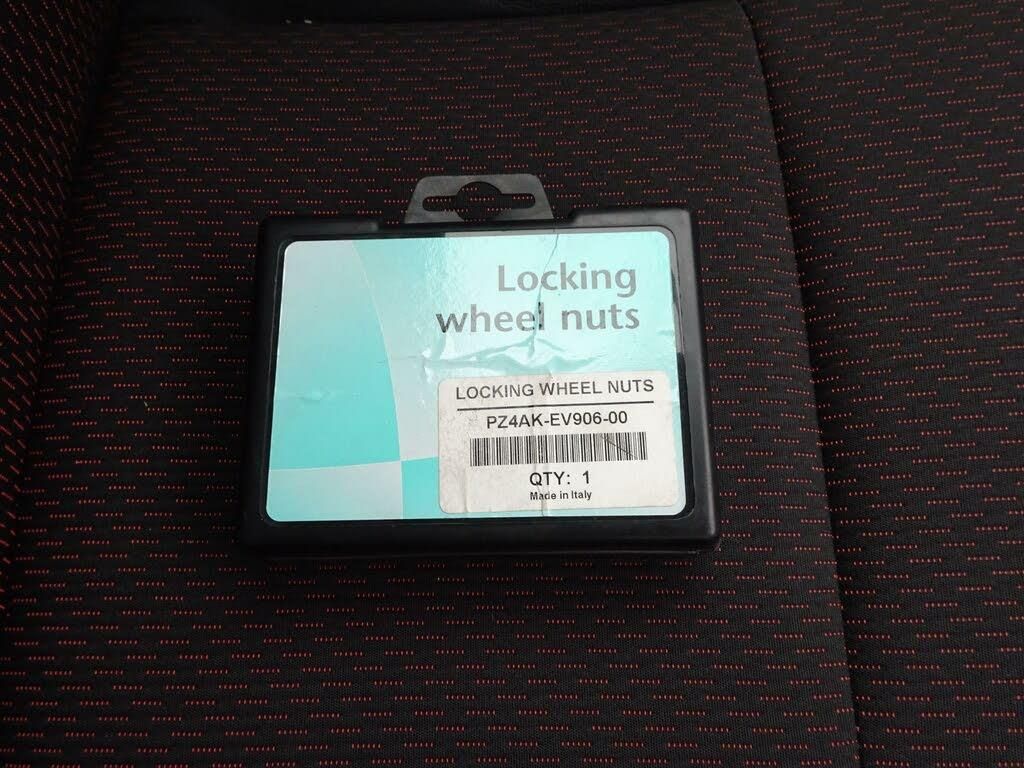 Locking
wheel nuts
LOCKING WHEEL NUTS
PZ4AK-EV906-00
QTY: 1
Made in Italy